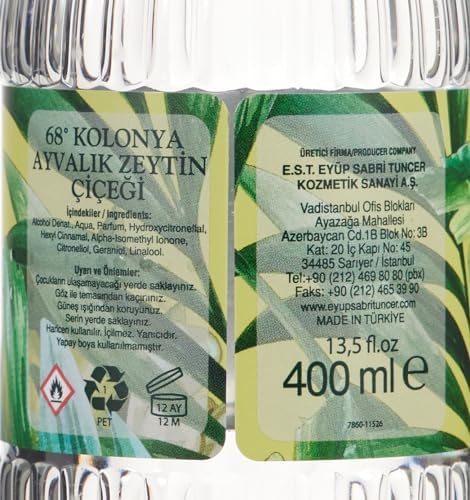 68° KOLONYA
AYVALIK ZEYTİN
ÇİÇEĞİ
İçindekiler / Ingredients:
Alcohol Denat., Aqua, Parfum, Hydroxycitroneflal,
Hexyl Cinnamal, Alpha-Isomethyl Ionone,
Citronellol, Geraniol, Linalool.
Uyarı ve Önlemler:
Çocukların ulaşamayacağı yerde saklayınız.
Göz ile temasından kaçınınız.
Güneş ışığından koruyunuz.
Serin yerde saklayınız.
Haricen kullanılır. İçilmez. Yanıcıdır.
Yapay boya kullanılmamıştır.
1
PET
12 AY
12 M
ÜRETİCİ FİRMA/PRODUCER COMPANY
E.S.T. EYÜP SABRİ TUNCER
KOZMETİK SANAYİ A.Ş.
Vadistanbul Ofis Blokları
Ayazağa Mahallesi
Azerbaycan Cd.1B Blok No: 3B
Kat: 20 İç Kapı No: 45
34485 Sarıyer / İstanbul
Tel:+90 (212) 469 80 80 (pbx)
Faks: +90 (212) 465 39 90
www.eyupsabrituncer.com
MADE IN TÜRKİYE
13,5 fl.oz
400 ml e
7860-11526